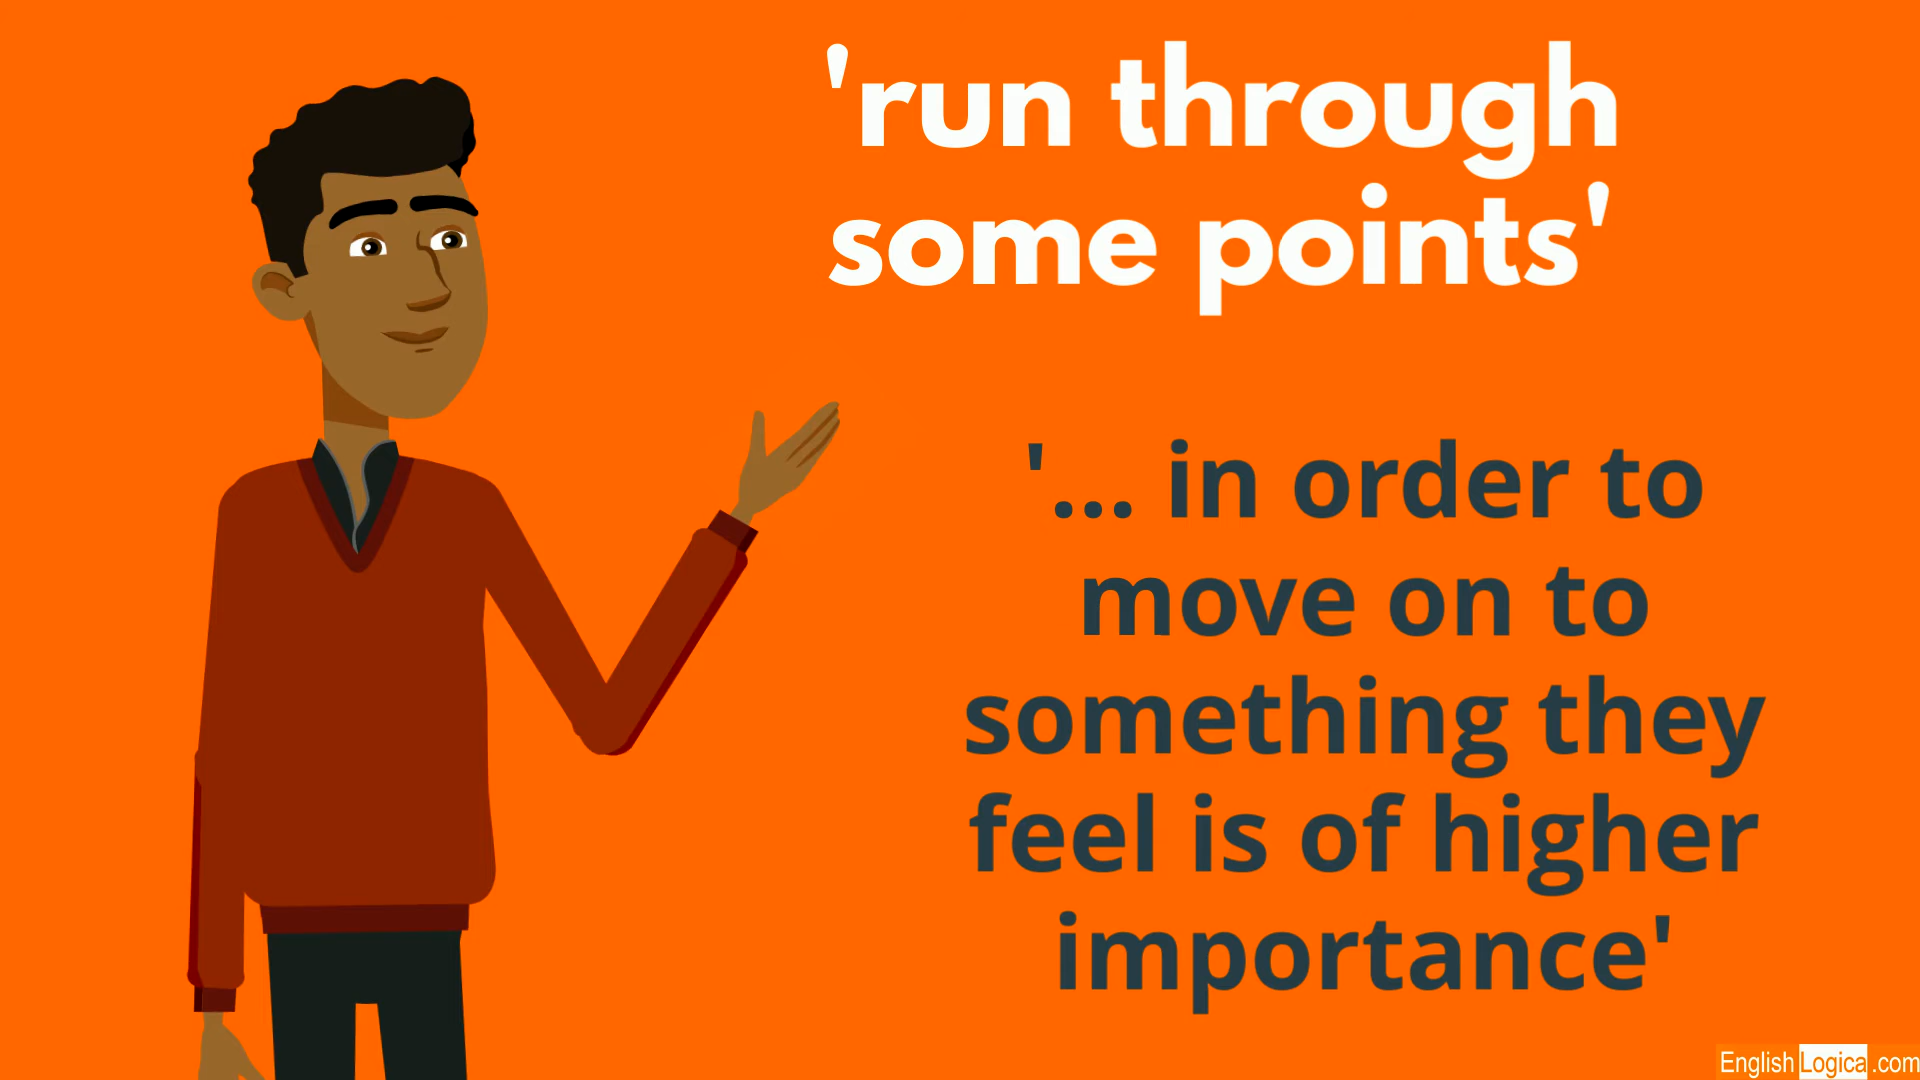 'run through
some points'
'... in order to
move on to
something they
feel is of higher
importance'
EnglishLogica.com